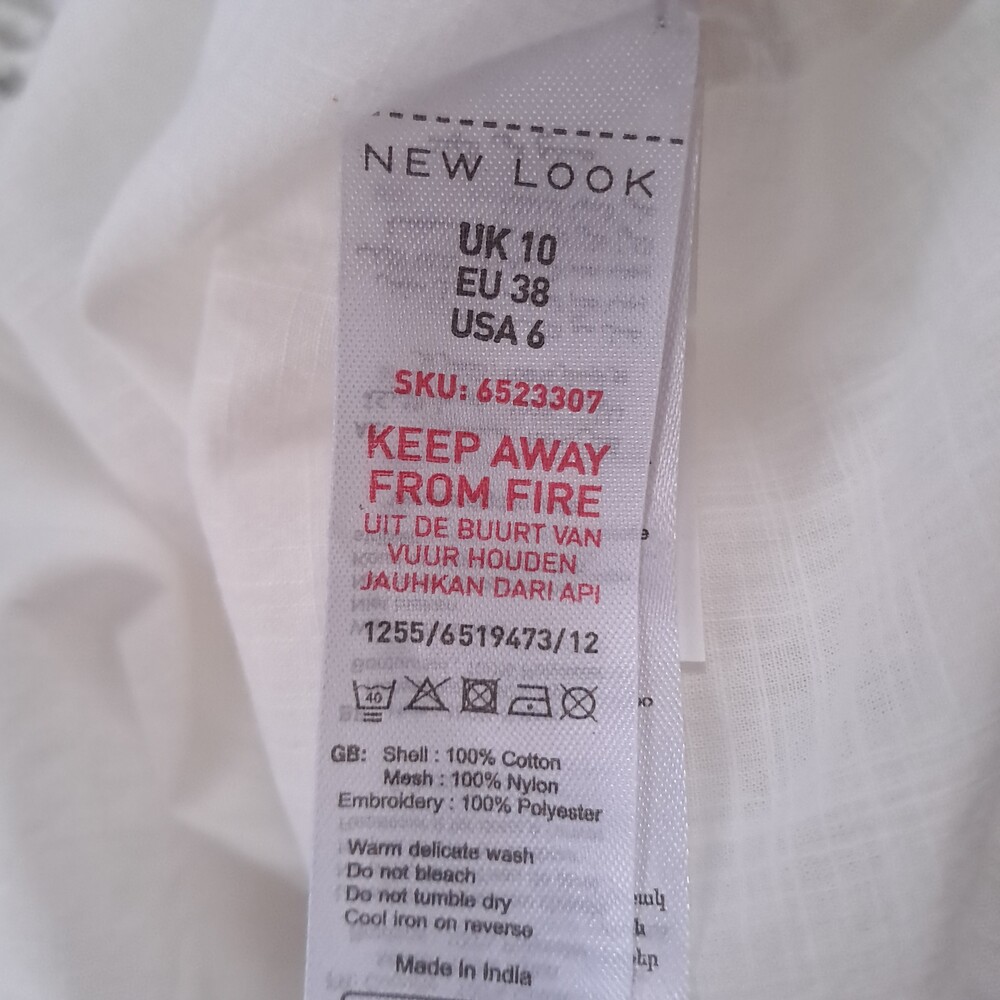 NEW LOOK
UK 10
EU 38
USA 6
SKU: 6523307
KEEP AWAY
FROM FIRE
UIT DE BUURT VAN
VUUR HOUDEN
JAUHKAN DARI API
1255/6519473/12
40
GB: Shell : 100% Cotton
Mesh : 100% Nylon
Embroidery : 100% Polyester
Warm delicate wash
Do not bleach
Do not tumble dry
Cool iron on reverse
Made in India